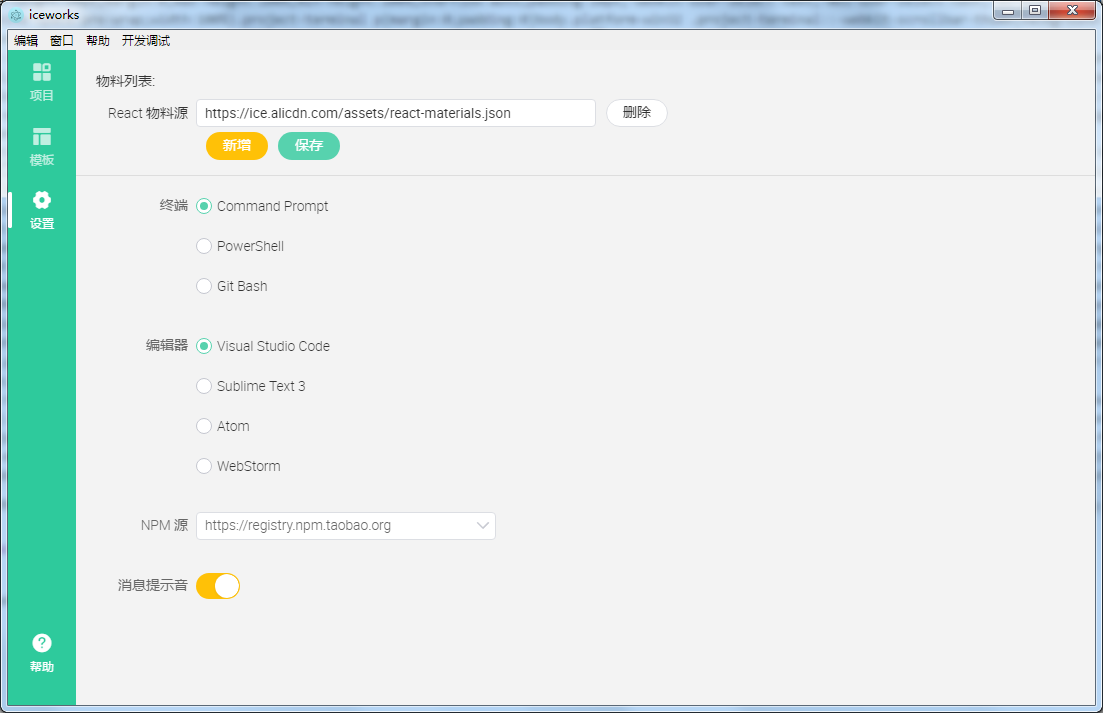 iceworks
编辑 窗口 帮助 开发调试
项目
模板
设置
帮助
物料列表:
React 物料源 https://ice.alicdn.com/assets/react-materials.json 删除
新增 保存
终端 Command Prompt
PowerShell
Git Bash
编辑器 Visual Studio Code
Sublime Text 3
Atom
WebStorm
NPM 源 https://registry.npm.taobao.org
消息提示音